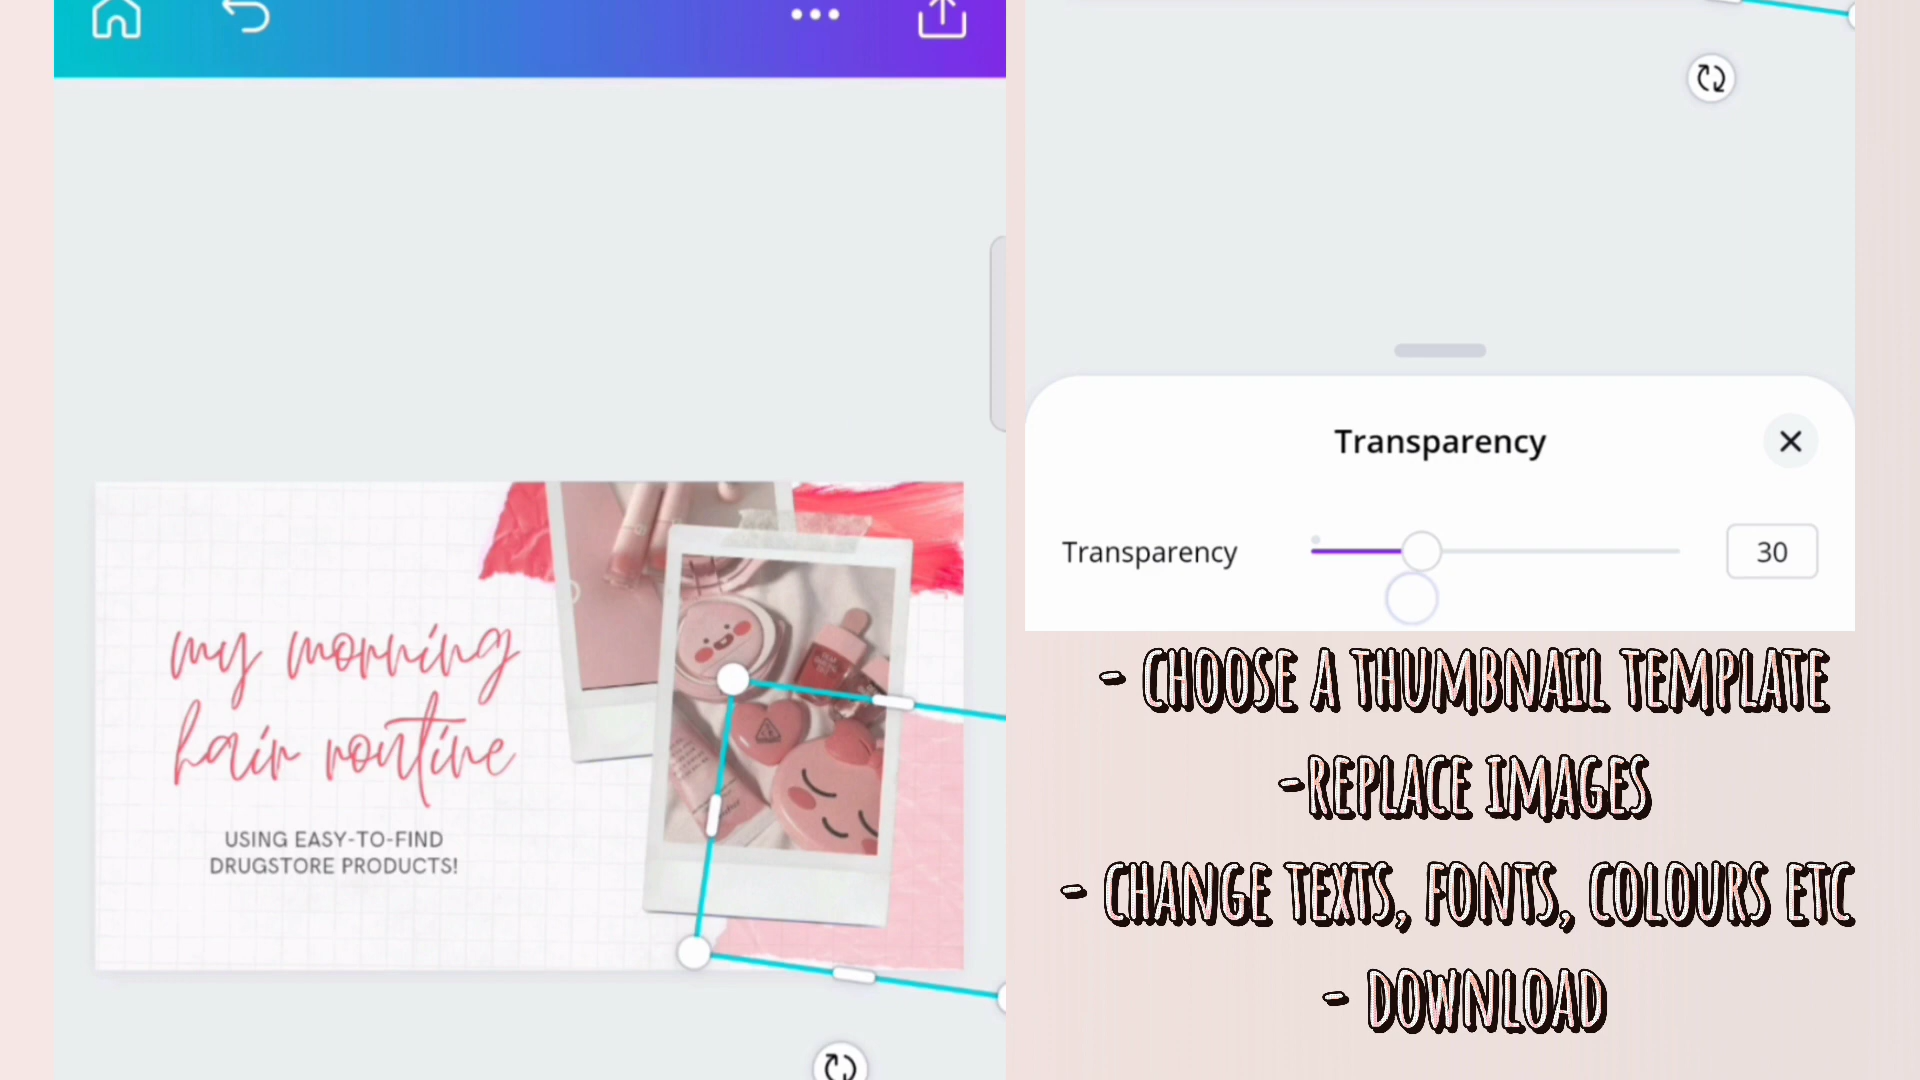 my morning
hair routine
USING EASY-TO-FIND
DRUGSTORE PRODUCTS!
Transparency
Transparency
30
- CHOOSE A THUMBNAIL TEMPLATE
-REPLACE IMAGES
- CHANGE TEXTS, FONTS, COLOURS ETC
- DOWNLOAD